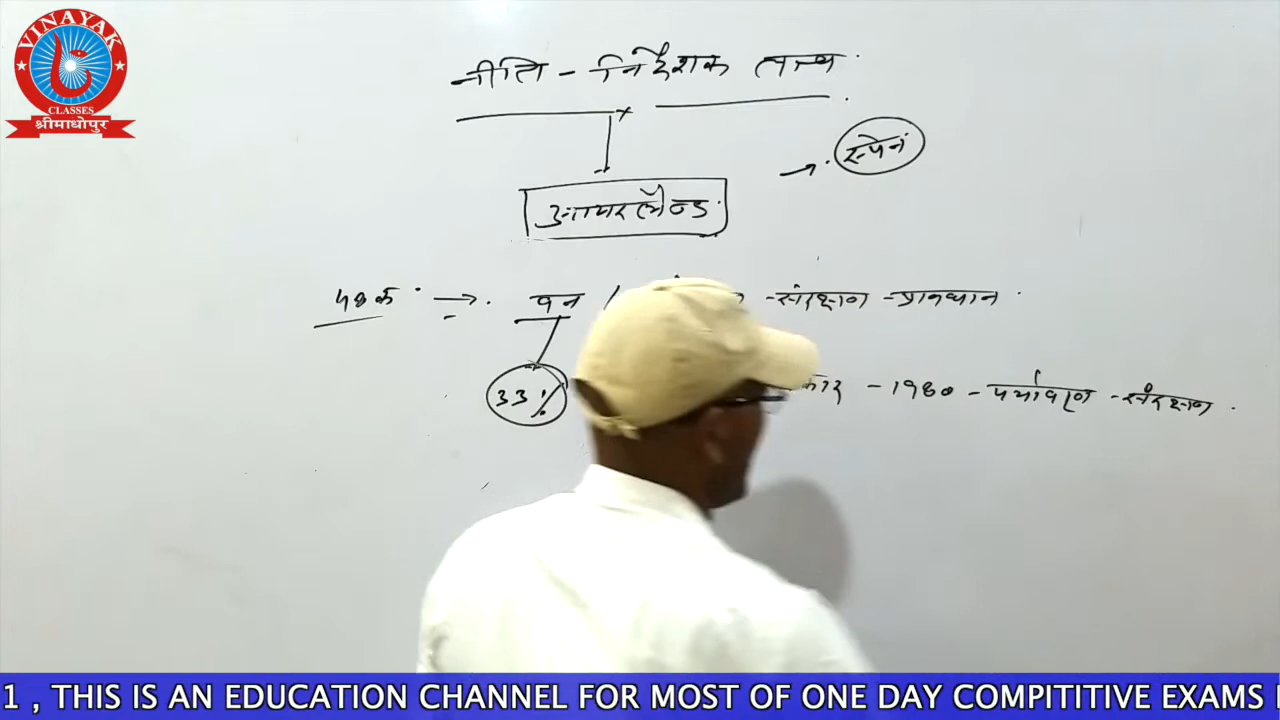 VINAYAK
CLASSES
श्रीमाधोपुर
नीति - निर्देशक तत्व
स्पेन
आयरलैण्ड
48क → वन / - संरक्षण - प्रावधान
33% - 1980 - पर्यावरण - संरक्षण
1 , THIS IS AN EDUCATION CHANNEL FOR MOST OF ONE DAY COMPITITIVE EXAMS